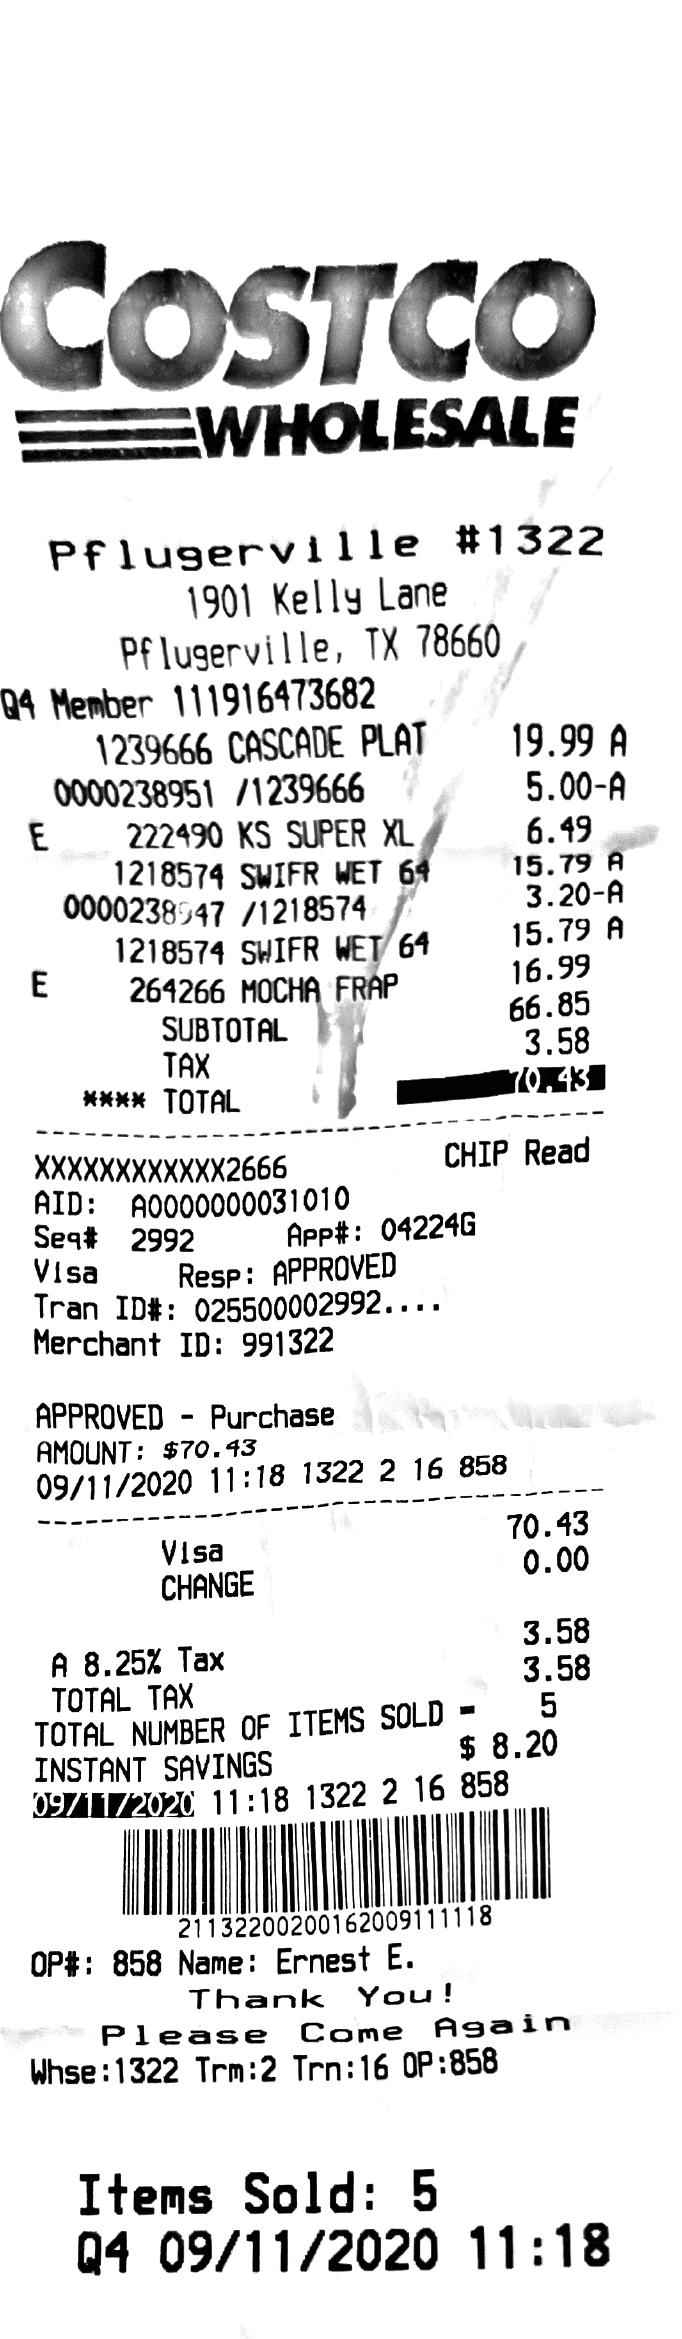 COSTCO
WHOLESALE
Pflugerville #1322
1901 Kelly Lane
Pflugerville, TX 78660
Q4 Member 111916473682
1239666 CASCADE PLAT 19.99 A
0000238951 /1239666 5.00-A
E 222490 KS SUPER XL 6.49
1218574 SWIFR WET 64 15.79 A
0000238947 /1218574 3.20-A
1218574 SWIFR WET 64 15.79 A
E 264266 MOCHA FRAP 16.99
SUBTOTAL 66.85
TAX 3.58
**** TOTAL 70.43
XXXXXXXXXXXX2666 CHIP Read
AID: A0000000031010
Seq# 2992 App#: 04224G
Visa Resp: APPROVED
Tran ID#: 025500002992....
Merchant ID: 991322
APPROVED - Purchase
AMOUNT: $70.43
09/11/2020 11:18 1322 2 16 858
Visa 70.43
CHANGE 0.00
A 8.25% Tax 3.58
TOTAL TAX 3.58
TOTAL NUMBER OF ITEMS SOLD = 5
INSTANT SAVINGS $ 8.20
09/11/2020 11:18 1322 2 16 858
21132200200162009111118
OP#: 858 Name: Ernest E.
Thank You!
Please Come Again
Whse:1322 Trm:2 Trn:16 OP:858
Items Sold: 5
Q4 09/11/2020 11:18